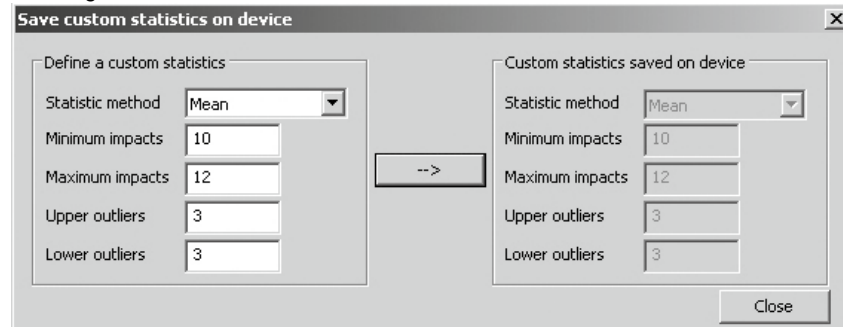 Save custom statistics on device
Define a custom statistics
Statistic method Mean
Minimum impacts 10
Maximum impacts 12
Upper outliers 3
Lower outliers 3
-->
Custom statistics saved on device
Statistic method Mean
Minimum impacts 10
Maximum impacts 12
Upper outliers 3
Lower outliers 3
Close